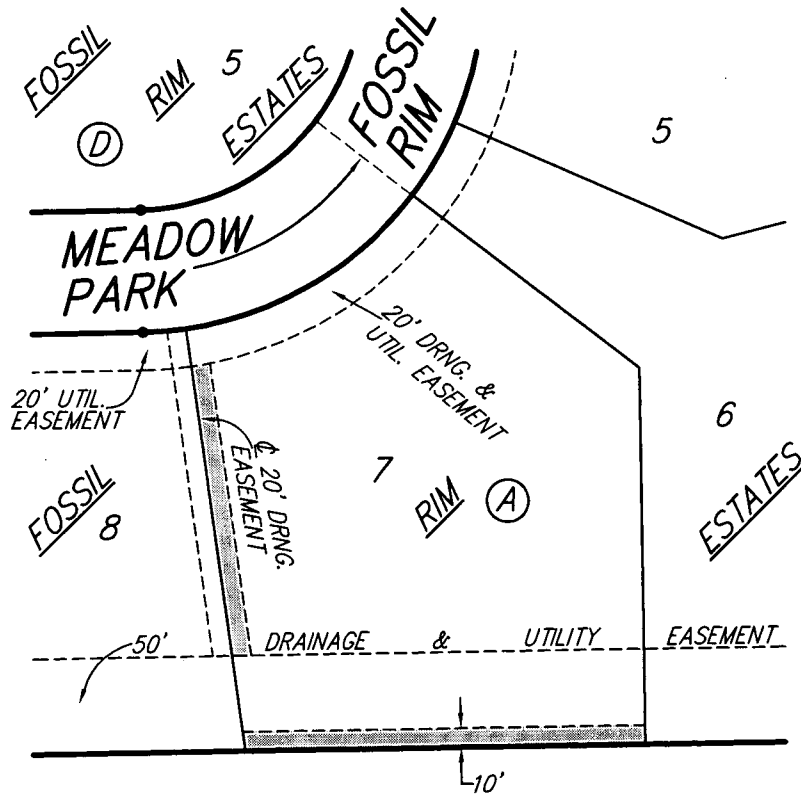 FOSSIL
RIM
5
ESTATES
D
FOSSIL
RIM
5
MEADOW
PARK
20' DRNG. &
UTIL. EASEMENT
20' UTIL.
EASEMENT
℄ 20' DRNG.
EASEMENT
7
6
FOSSIL
8
RIM
A
ESTATES
50'
DRAINAGE & UTILITY EASEMENT
10'